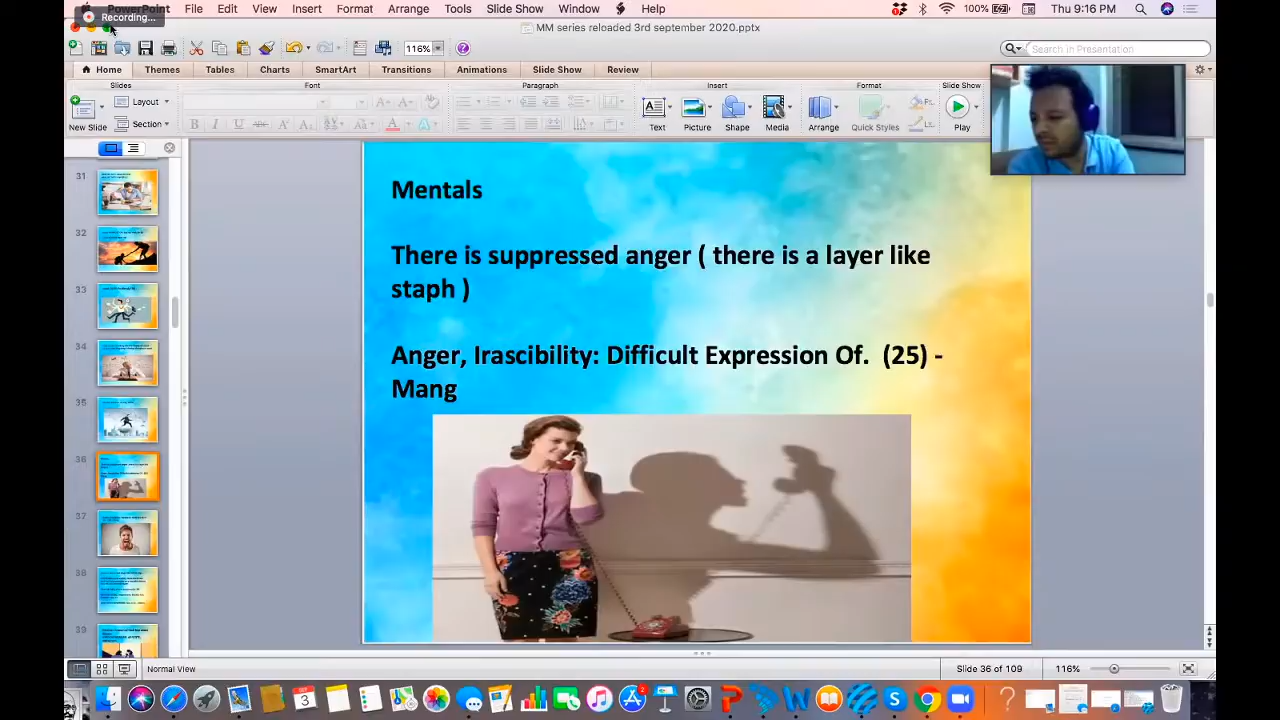 PowerPoint File Edit View Insert Format Arrange Tools Slide Show Window Help 100% Thu 9:16 PM
Recording...
MM series reloaded 3rd september 2020.pptx
116% Search in Presentation
Home Themes Tables Charts SmartArt Transitions Animations Slide Show Review
Slides Font Paragraph Insert Format Slide Show
New Slide Layout Section Text Picture Shape Media Arrange Quick Styles Play
Mentals
There is suppressed anger ( there is a layer like
staph )
Anger, Irascibility: Difficult Expression Of. (25) -
Mang
31
32
33
34
35
36
37
38
39
Normal View Slide 36 of 109 116%